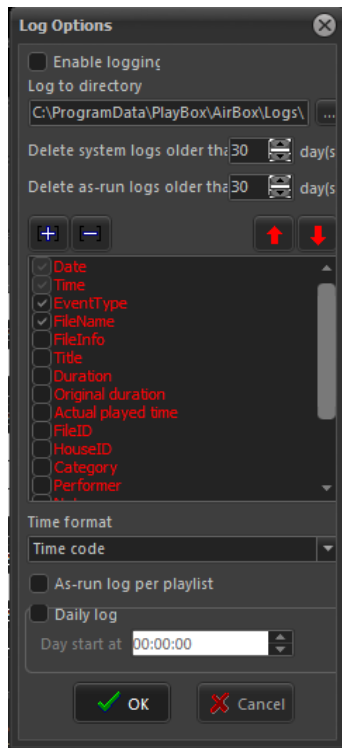 Log Options
Enable logging
Log to directory
C:\ProgramData\PlayBox\AirBox\Logs\ ...
Delete system logs older tha 30 day(s
Delete as-run logs older tha 30 day(s
[+] [−]
Date
Time
EventType
FileName
FileInfo
Title
Duration
Original duration
Actual played time
FileID
HouseID
Category
Performer
Time format
Time code
As-run log per playlist
Daily log
Day start at 00:00:00
OK Cancel